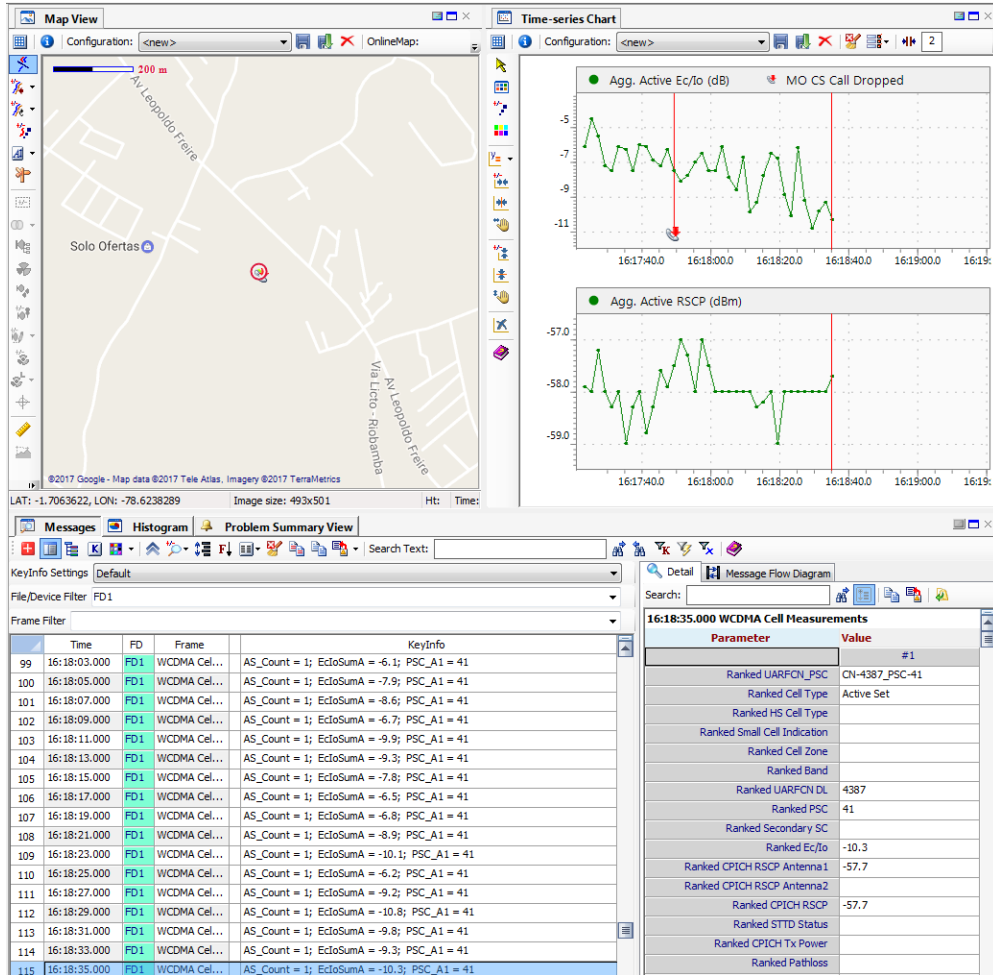 Map View
Configuration: <new> OnlineMap:
200 m
Av Leopoldo Freire
Solo Ofertas
Via Licto - Riobamba
Av Leopoldo Freire
©2017 Google - Map data ©2017 Tele Atlas, Imagery ©2017 TerraMetrics
LAT: -1.7063622, LON: -78.6238289 Image size: 493x501 Ht: Time:
Time-series Chart
Configuration: <new> 2
Agg. Active Ec/Io (dB) MO CS Call Dropped
-5
-7
-9
-11
16:17:40.0 16:18:00.0 16:18:20.0 16:18:40.0 16:19:00.0 16:19:
Agg. Active RSCP (dBm)
-57.0
-58.0
-59.0
16:17:40.0 16:18:00.0 16:18:20.0 16:18:40.0 16:19:00.0 16:19:
Messages Histogram Problem Summary View
Search Text:
KeyInfo Settings Default
File/Device Filter FD1
Frame Filter
Time FD Frame KeyInfo
99 16:18:03.000 FD1 WCDMA Cel... AS_Count = 1; EcIoSumA = -6.1; PSC_A1 = 41
100 16:18:05.000 FD1 WCDMA Cel... AS_Count = 1; EcIoSumA = -7.9; PSC_A1 = 41
101 16:18:07.000 FD1 WCDMA Cel... AS_Count = 1; EcIoSumA = -8.6; PSC_A1 = 41
102 16:18:09.000 FD1 WCDMA Cel... AS_Count = 1; EcIoSumA = -6.7; PSC_A1 = 41
103 16:18:11.000 FD1 WCDMA Cel... AS_Count = 1; EcIoSumA = -9.9; PSC_A1 = 41
104 16:18:13.000 FD1 WCDMA Cel... AS_Count = 1; EcIoSumA = -9.3; PSC_A1 = 41
105 16:18:15.000 FD1 WCDMA Cel... AS_Count = 1; EcIoSumA = -7.8; PSC_A1 = 41
106 16:18:17.000 FD1 WCDMA Cel... AS_Count = 1; EcIoSumA = -6.5; PSC_A1 = 41
107 16:18:19.000 FD1 WCDMA Cel... AS_Count = 1; EcIoSumA = -6.8; PSC_A1 = 41
108 16:18:21.000 FD1 WCDMA Cel... AS_Count = 1; EcIoSumA = -8.9; PSC_A1 = 41
109 16:18:23.000 FD1 WCDMA Cel... AS_Count = 1; EcIoSumA = -10.1; PSC_A1 = 41
110 16:18:25.000 FD1 WCDMA Cel... AS_Count = 1; EcIoSumA = -6.2; PSC_A1 = 41
111 16:18:27.000 FD1 WCDMA Cel... AS_Count = 1; EcIoSumA = -9.2; PSC_A1 = 41
112 16:18:29.000 FD1 WCDMA Cel... AS_Count = 1; EcIoSumA = -10.8; PSC_A1 = 41
113 16:18:31.000 FD1 WCDMA Cel... AS_Count = 1; EcIoSumA = -9.8; PSC_A1 = 41
114 16:18:33.000 FD1 WCDMA Cel... AS_Count = 1; EcIoSumA = -9.3; PSC_A1 = 41
115 16:18:35.000 FD1 WCDMA Cel... AS_Count = 1; EcIoSumA = -10.3; PSC_A1 = 41
Detail Message Flow Diagram
Search:
16:18:35.000 WCDMA Cell Measurements
Parameter Value
#1
Ranked UARFCN_PSC CN-4387_PSC-41
Ranked Cell Type Active Set
Ranked HS Cell Type
Ranked Small Cell Indication
Ranked Cell Zone
Ranked Band
Ranked UARFCN DL 4387
Ranked PSC 41
Ranked Secondary SC
Ranked Ec/Io -10.3
Ranked CPICH RSCP Antenna1 -57.7
Ranked CPICH RSCP Antenna2
Ranked CPICH RSCP -57.7
Ranked STTD Status
Ranked CPICH Tx Power
Ranked Pathloss